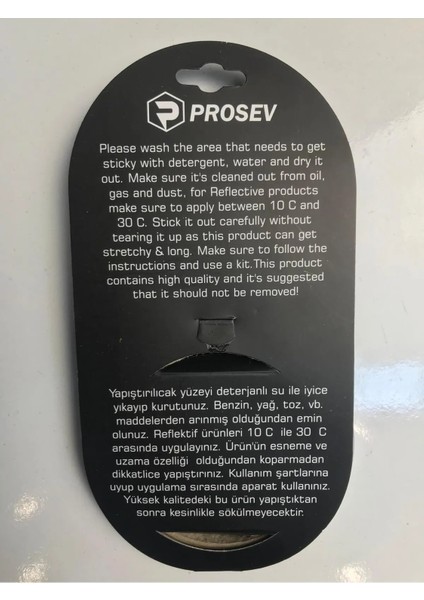 PROSEV
Please wash the area that needs to get
sticky with detergent, water and dry it
out. Make sure it's cleaned out from oil,
gas and dust, for Reflective products
make sure to apply between 10 C and
30 C. Stick it out carefully without
tearing it up as this product can get
stretchy & long. Make sure to follow the
instructions and use a kit.This product
contains high quality and it's suggested
that it should not be removed!
Yapıştırılıcak yüzeyi deterjanlı su ile iyice
yıkayıp kurutunuz. Benzin, yağ, toz, vb.
maddelerden arınmış olduğundan emin
olunuz. Reflektif ürünleri 10 C ile 30 C
arasında uygulayınız. Ürün'ün esneme ve
uzama özelliği olduğundan koparmadan
dikkatlice yapıştırınız. Kullanım şartlarına
uyup uygulama sırasında aparat kullanınız.
Yüksek kalitedeki bu ürün yapıştıktan
sonra kesinlikle sökülmeyecektir.